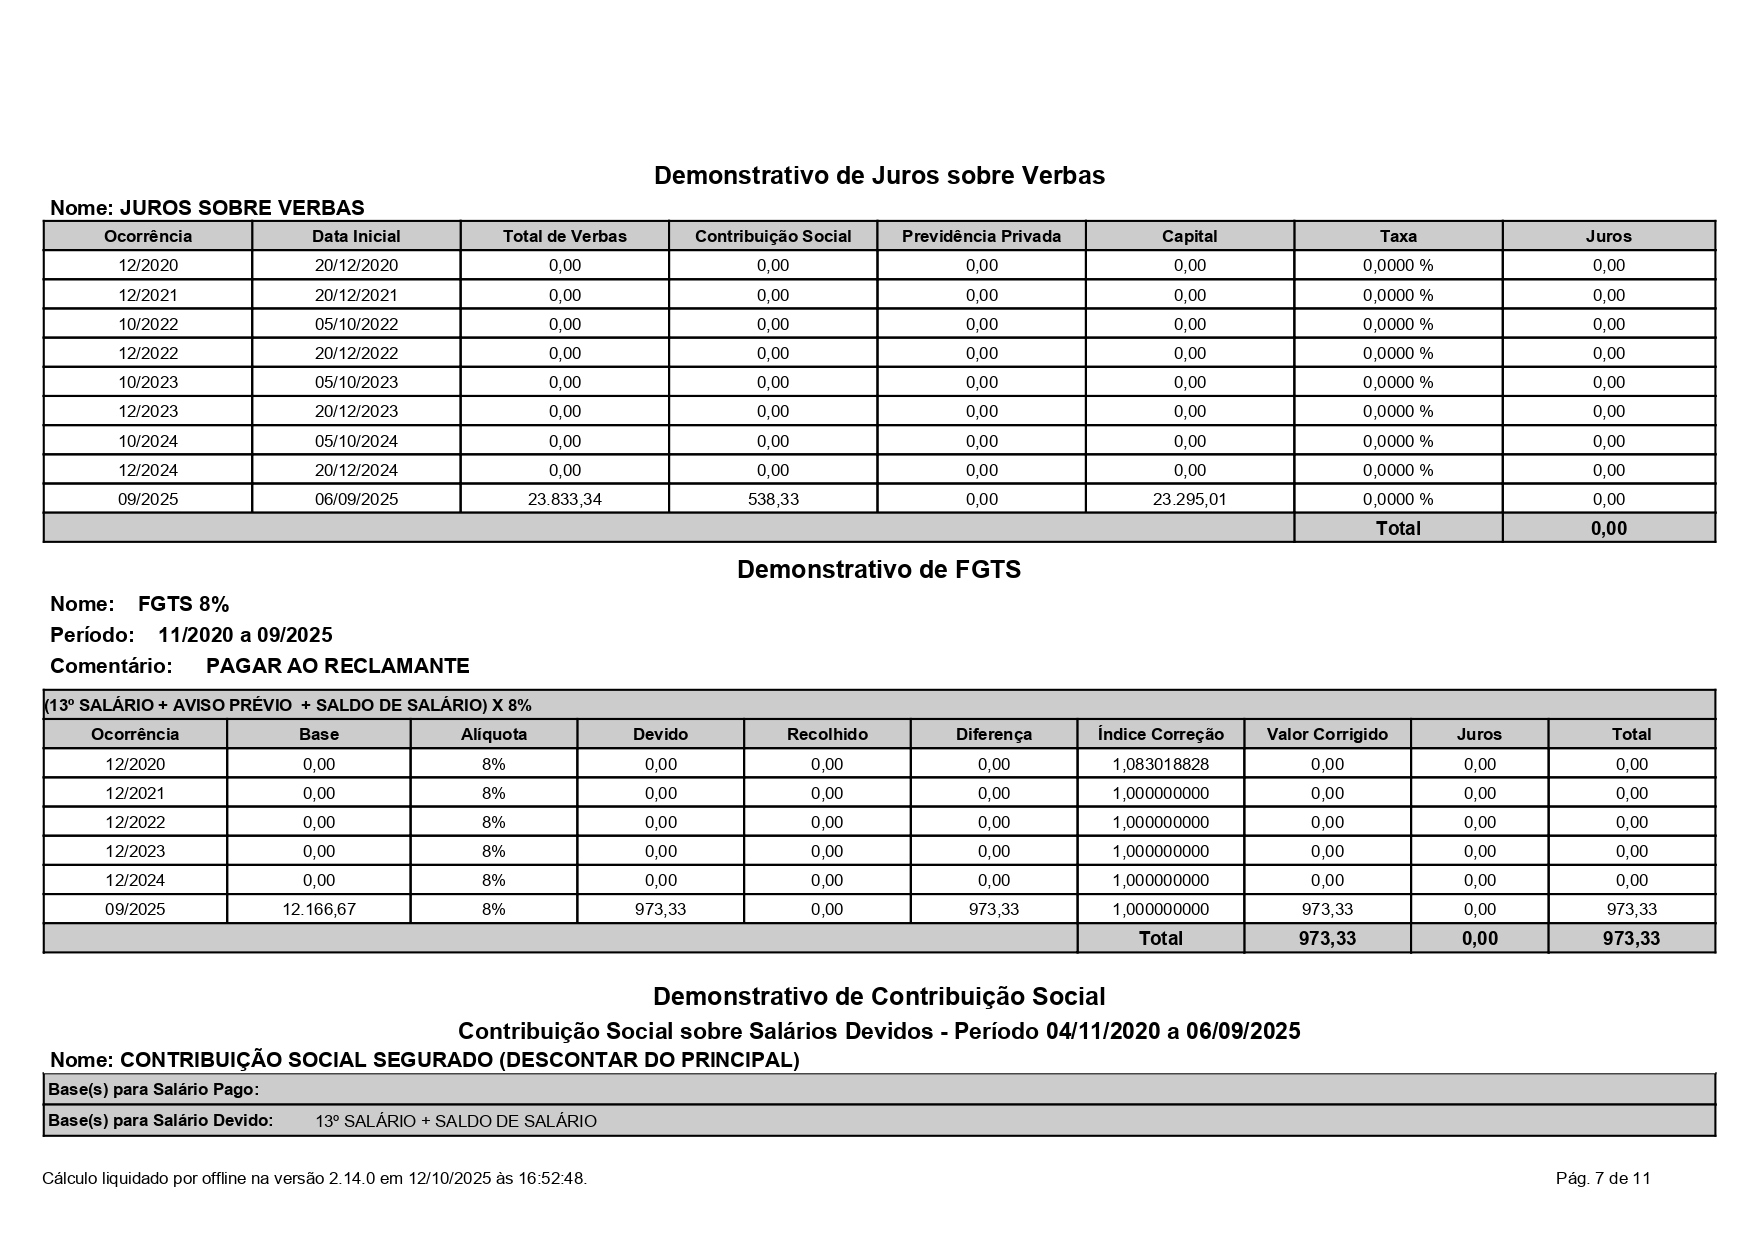 Demonstrativo de Juros sobre Verbas
Nome: JUROS SOBRE VERBAS
Ocorrência Data Inicial Total de Verbas Contribuição Social Previdência Privada Capital Taxa Juros
12/2020 20/12/2020 0,00 0,00 0,00 0,00 0,0000 % 0,00
12/2021 20/12/2021 0,00 0,00 0,00 0,00 0,0000 % 0,00
10/2022 05/10/2022 0,00 0,00 0,00 0,00 0,0000 % 0,00
12/2022 20/12/2022 0,00 0,00 0,00 0,00 0,0000 % 0,00
10/2023 05/10/2023 0,00 0,00 0,00 0,00 0,0000 % 0,00
12/2023 20/12/2023 0,00 0,00 0,00 0,00 0,0000 % 0,00
10/2024 05/10/2024 0,00 0,00 0,00 0,00 0,0000 % 0,00
12/2024 20/12/2024 0,00 0,00 0,00 0,00 0,0000 % 0,00
09/2025 06/09/2025 23.833,34 538,33 0,00 23.295,01 0,0000 % 0,00
Total 0,00
Demonstrativo de FGTS
Nome: FGTS 8%
Período: 11/2020 a 09/2025
Comentário: PAGAR AO RECLAMANTE
(13º SALÁRIO + AVISO PRÉVIO + SALDO DE SALÁRIO) X 8%
Ocorrência Base Alíquota Devido Recolhido Diferença Índice Correção Valor Corrigido Juros Total
12/2020 0,00 8% 0,00 0,00 0,00 1,083018828 0,00 0,00 0,00
12/2021 0,00 8% 0,00 0,00 0,00 1,000000000 0,00 0,00 0,00
12/2022 0,00 8% 0,00 0,00 0,00 1,000000000 0,00 0,00 0,00
12/2023 0,00 8% 0,00 0,00 0,00 1,000000000 0,00 0,00 0,00
12/2024 0,00 8% 0,00 0,00 0,00 1,000000000 0,00 0,00 0,00
09/2025 12.166,67 8% 973,33 0,00 973,33 1,000000000 973,33 0,00 973,33
Total 973,33 0,00 973,33
Demonstrativo de Contribuição Social
Contribuição Social sobre Salários Devidos - Período 04/11/2020 a 06/09/2025
Nome: CONTRIBUIÇÃO SOCIAL SEGURADO (DESCONTAR DO PRINCIPAL)
Base(s) para Salário Pago:
Base(s) para Salário Devido: 13º SALÁRIO + SALDO DE SALÁRIO
Cálculo liquidado por offline na versão 2.14.0 em 12/10/2025 às 16:52:48.
Pág. 7 de 11